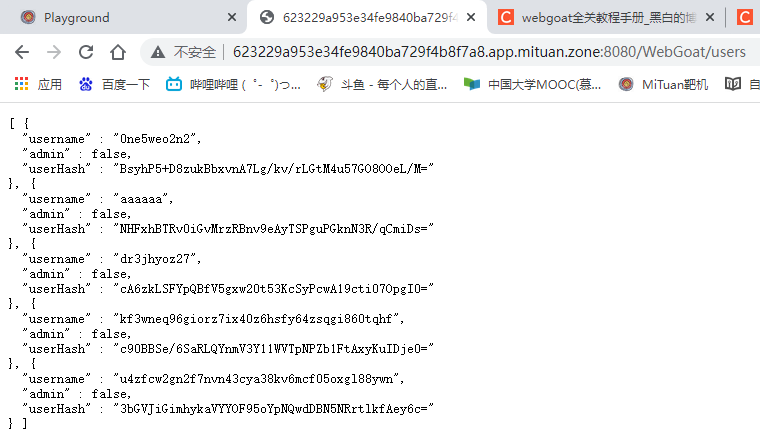 Playground
623229a953e34fe9840ba729f4
webgoat全关教程手册_黑白的博
不安全 623229a953e34fe9840ba729f4b8f7a8.app.mituan.zone:8080/WebGoat/users
应用 百度一下 哔哩哔哩 ( ゜- ゜)つ... 斗鱼 - 每个人的直... 中国大学MOOC(慕... MiTuan靶机 自
[ {
"username" : "One5weo2n2",
"admin" : false,
"userHash" : "BsyhP5+D8zukBbxvnA7Lg/kv/rLGtM4u57GO80OeL/M="
}, {
"username" : "aaaaaa",
"admin" : false,
"userHash" : "NHFxhBTRv0iGvMrzRBnv9eAyTSPguPGknN3R/qCmiDs="
}, {
"username" : "dr3jhyoz27",
"admin" : false,
"userHash" : "cA6zkLSFYpQBfV5gxw20t53KcSyPcwA19cti07OpgI0="
}, {
"username" : "kf3wneq96giorz7ix40z6hsfy64zsqgi860tqhf",
"admin" : false,
"userHash" : "c90BBSe/6SaRLQYnmV3Y11WVTpNPZb1FtAxyKuIDje0="
}, {
"username" : "u4zfcw2gn2f7nvn43cya38kv6mcf05oxgl88ywn",
"admin" : false,
"userHash" : "3bGVJiGimhykaVYYOF95oYpNQwdDBN5NRrtlkfAey6c="
} ]